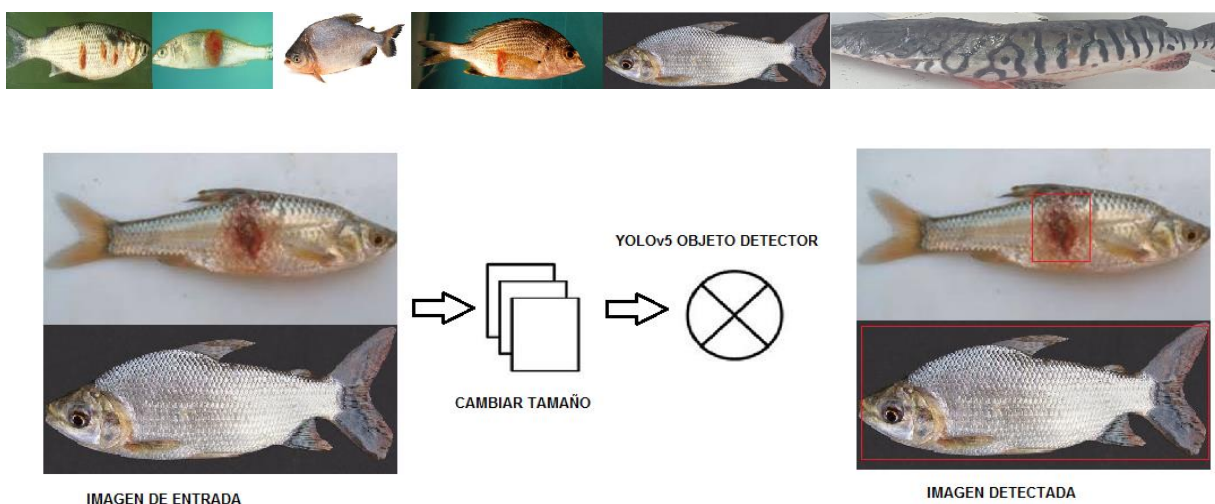 YOLOv5 OBJETO DETECTOR
CAMBIAR TAMAÑO
IMAGEN DE ENTRADA
IMAGEN DETECTADA